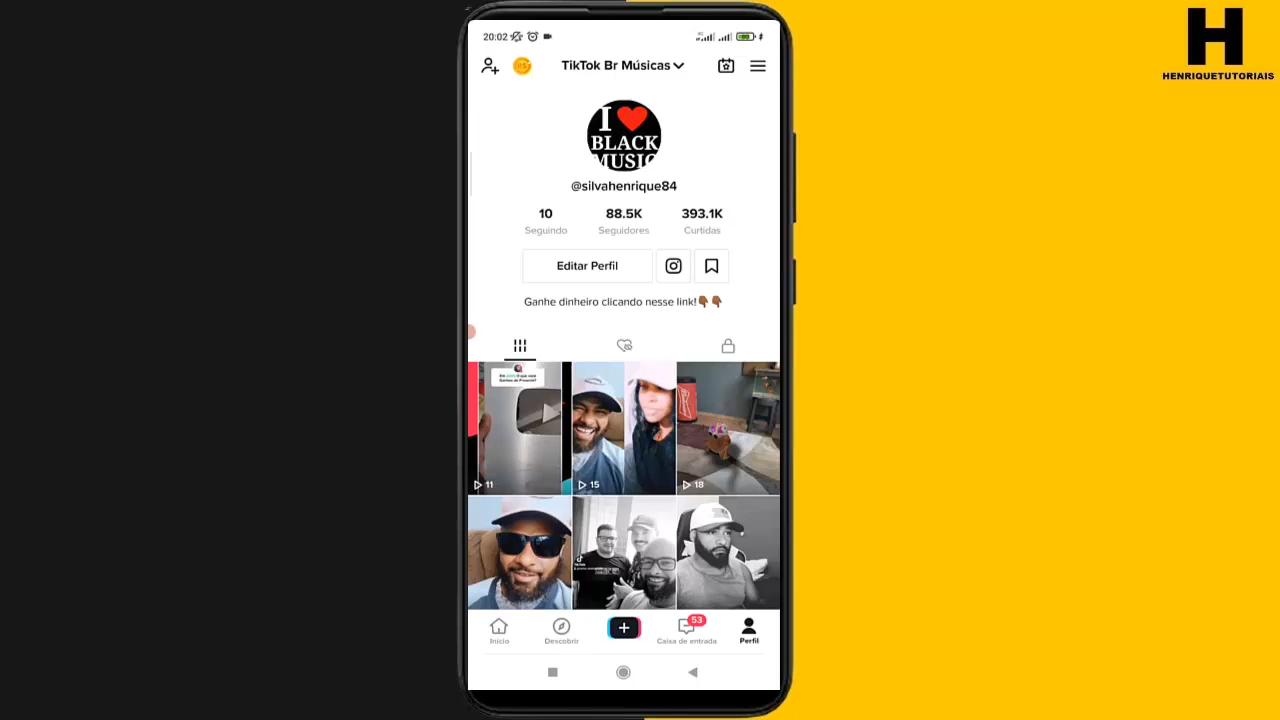 H
HENRIQUETUTORIAIS
20:02
TikTok Br Músicas
I ❤ BLACK MUSIC
@silvahenrique84
10 88.5K 393.1K
Seguindo Seguidores Curtidas
Editar Perfil
Ganhe dinheiro clicando nesse link!👇🏾👇🏾
11 15 18
53
Início Descobrir Caixa de entrada Perfil